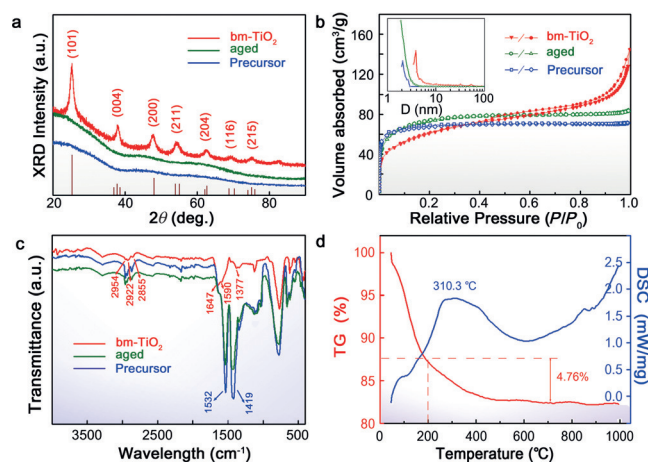 a
XRD Intensity (a.u.)
bm-TiO2
aged
Precursor
(101)
(004)
(200)
(211)
(204)
(116)
(215)
20 40 60 80
2θ (deg.)
b
Volume absorbed (cm3/g)
160
120
80
40
0
1 10 100
D (nm)
bm-TiO2
aged
Precursor
0.0 0.2 0.4 0.6 0.8 1.0
Relative Pressure (P/P0)
c
Transmittance (a.u.)
2954
2922
2855
1647
1590
1377
bm-TiO2
aged
Precursor
1532
1419
3500 2500 1500 500
Wavelength (cm-1)
d
TG (%)
100
95
90
85
80
310.3 ℃
4.76%
2.5
2.0
1.5
1.0
0.5
0.0
DSC (mW/mg)
0 200 400 600 800 1000
Temperature (℃)